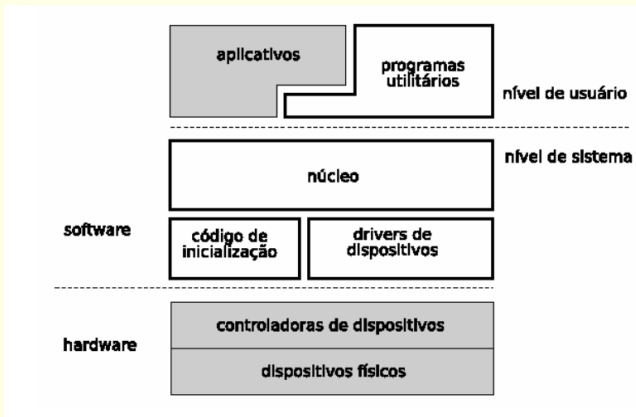 aplicativos
programas
utilitários
nível de usuário
nível de sistema
núcleo
software
código de
inicialização
drivers de
dispositivos
controladoras de dispositivos
hardware
dispositivos físicos